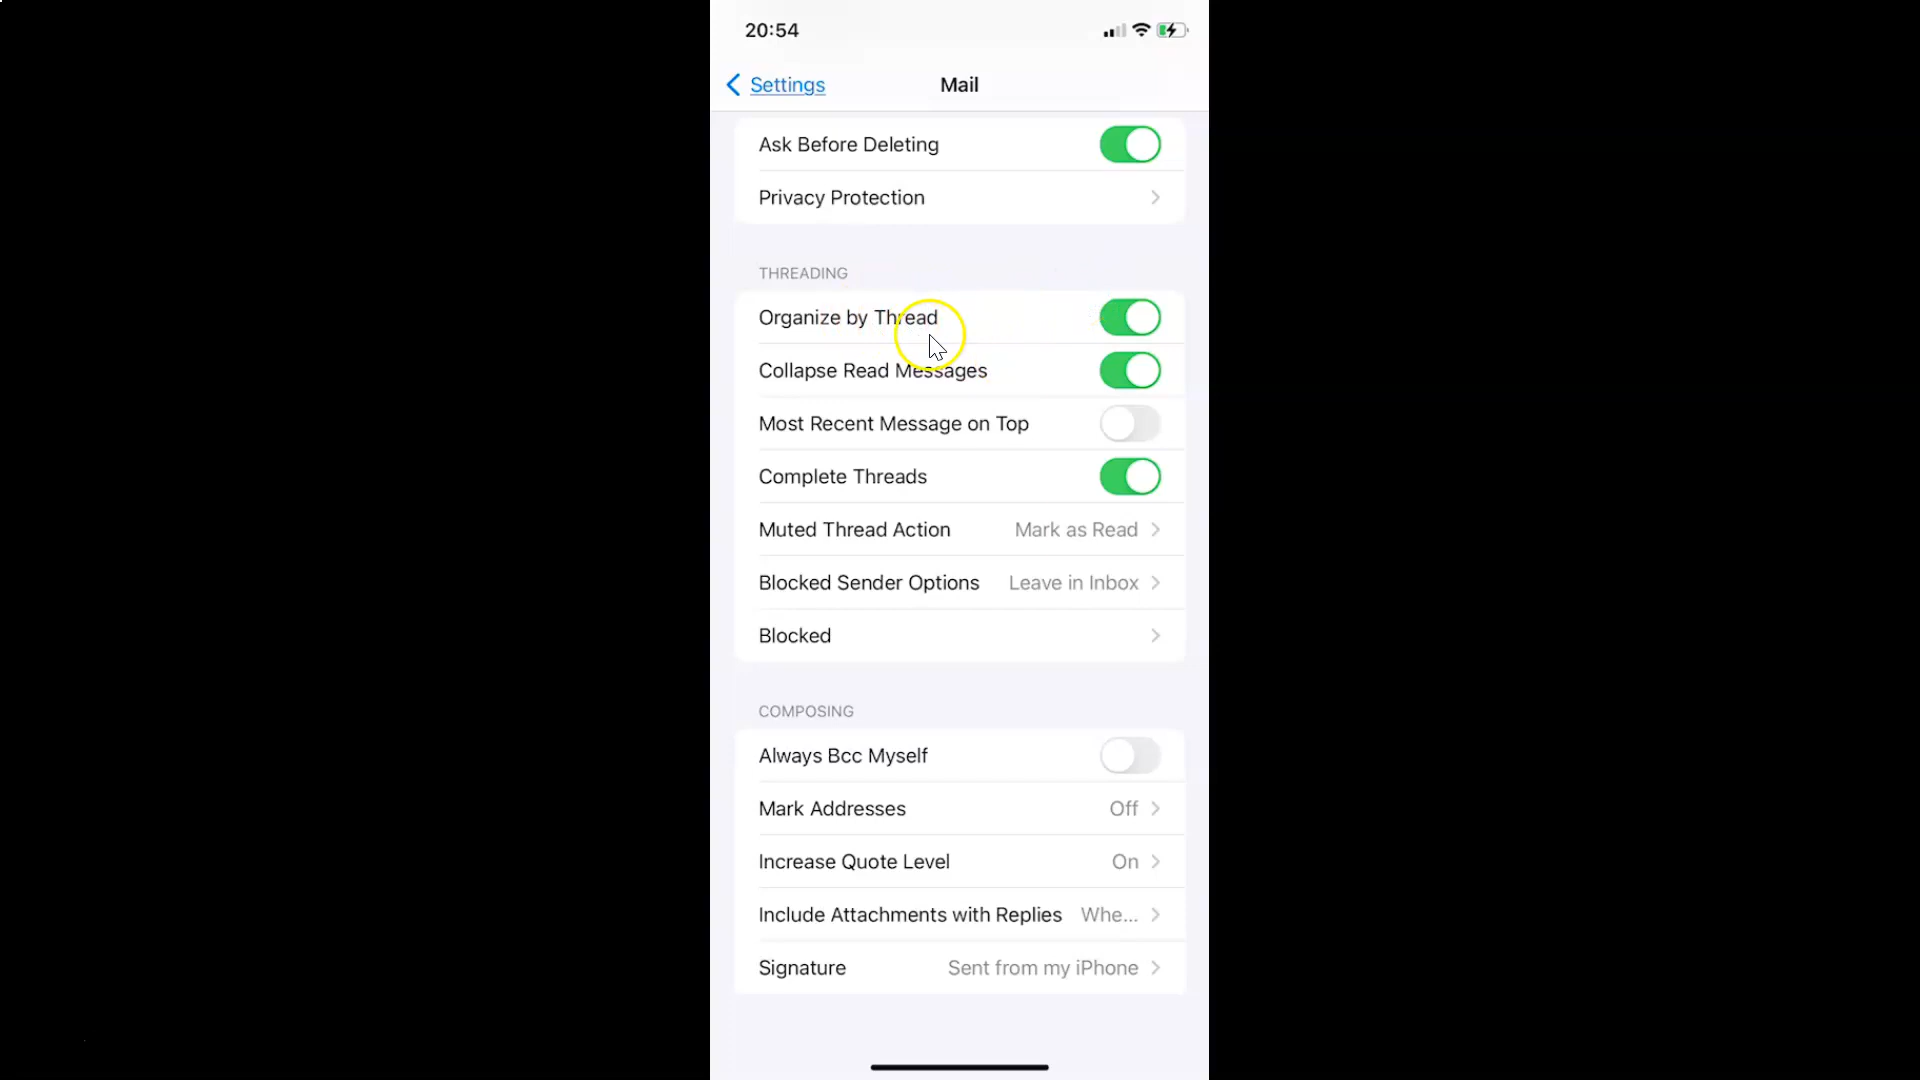 20:54
Settings
Mail
Ask Before Deleting
Privacy Protection
THREADING
Organize by Thread
Collapse Read Messages
Most Recent Message on Top
Complete Threads
Muted Thread Action Mark as Read
Blocked Sender Options Leave in Inbox
Blocked
COMPOSING
Always Bcc Myself
Mark Addresses Off
Increase Quote Level On
Include Attachments with Replies Whe...
Signature Sent from my iPhone